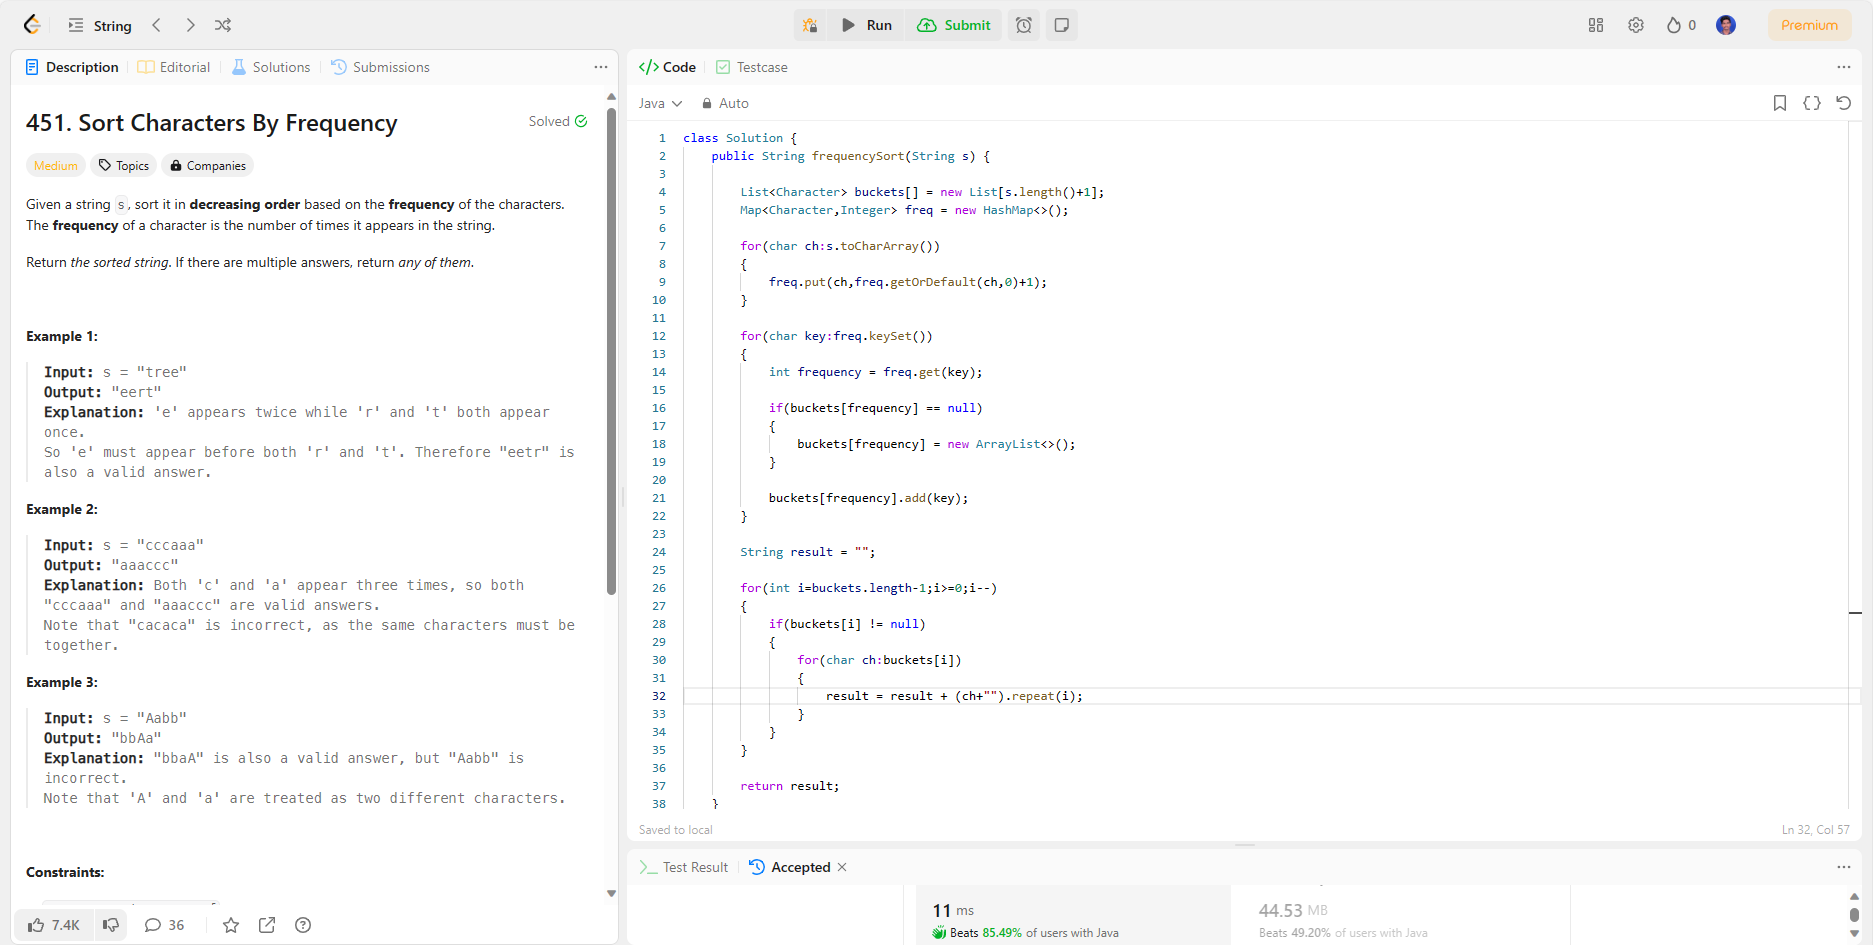 String
Run
Submit
0
Premium
Description
Editorial
Solutions
Submissions
451. Sort Characters By Frequency
Solved
Medium
Topics
Companies
Given a string s, sort it in decreasing order based on the frequency of the characters.
The frequency of a character is the number of times it appears in the string.
Return the sorted string. If there are multiple answers, return any of them.
Example 1:
Input: s = "tree"
Output: "eert"
Explanation: 'e' appears twice while 'r' and 't' both appear
once.
So 'e' must appear before both 'r' and 't'. Therefore "eetr" is
also a valid answer.
Example 2:
Input: s = "cccaaa"
Output: "aaaccc"
Explanation: Both 'c' and 'a' appear three times, so both
"cccaaa" and "aaaccc" are valid answers.
Note that "cacaca" is incorrect, as the same characters must be
together.
Example 3:
Input: s = "Aabb"
Output: "bbAa"
Explanation: "bbaA" is also a valid answer, but "Aabb" is
incorrect.
Note that 'A' and 'a' are treated as two different characters.
Constraints:
7.4K
36
</> Code
Testcase
Java
Auto
1 class Solution {
2 public String frequencySort(String s) {
3
4 List<Character> buckets[] = new List[s.length()+1];
5 Map<Character,Integer> freq = new HashMap<>();
6
7 for(char ch:s.toCharArray())
8 {
9 freq.put(ch,freq.getOrDefault(ch,0)+1);
10 }
11
12 for(char key:freq.keySet())
13 {
14 int frequency = freq.get(key);
15
16 if(buckets[frequency] == null)
17 {
18 buckets[frequency] = new ArrayList<>();
19 }
20
21 buckets[frequency].add(key);
22 }
23
24 String result = "";
25
26 for(int i=buckets.length-1;i>=0;i--)
27 {
28 if(buckets[i] != null)
29 {
30 for(char ch:buckets[i])
31 {
32 result = result + (ch+"").repeat(i);
33 }
34 }
35 }
36
37 return result;
38 }
Saved to local
Ln 32, Col 57
Test Result
Accepted
11 ms
Beats 85.49% of users with Java
44.53 MB
Beats 49.20% of users with Java